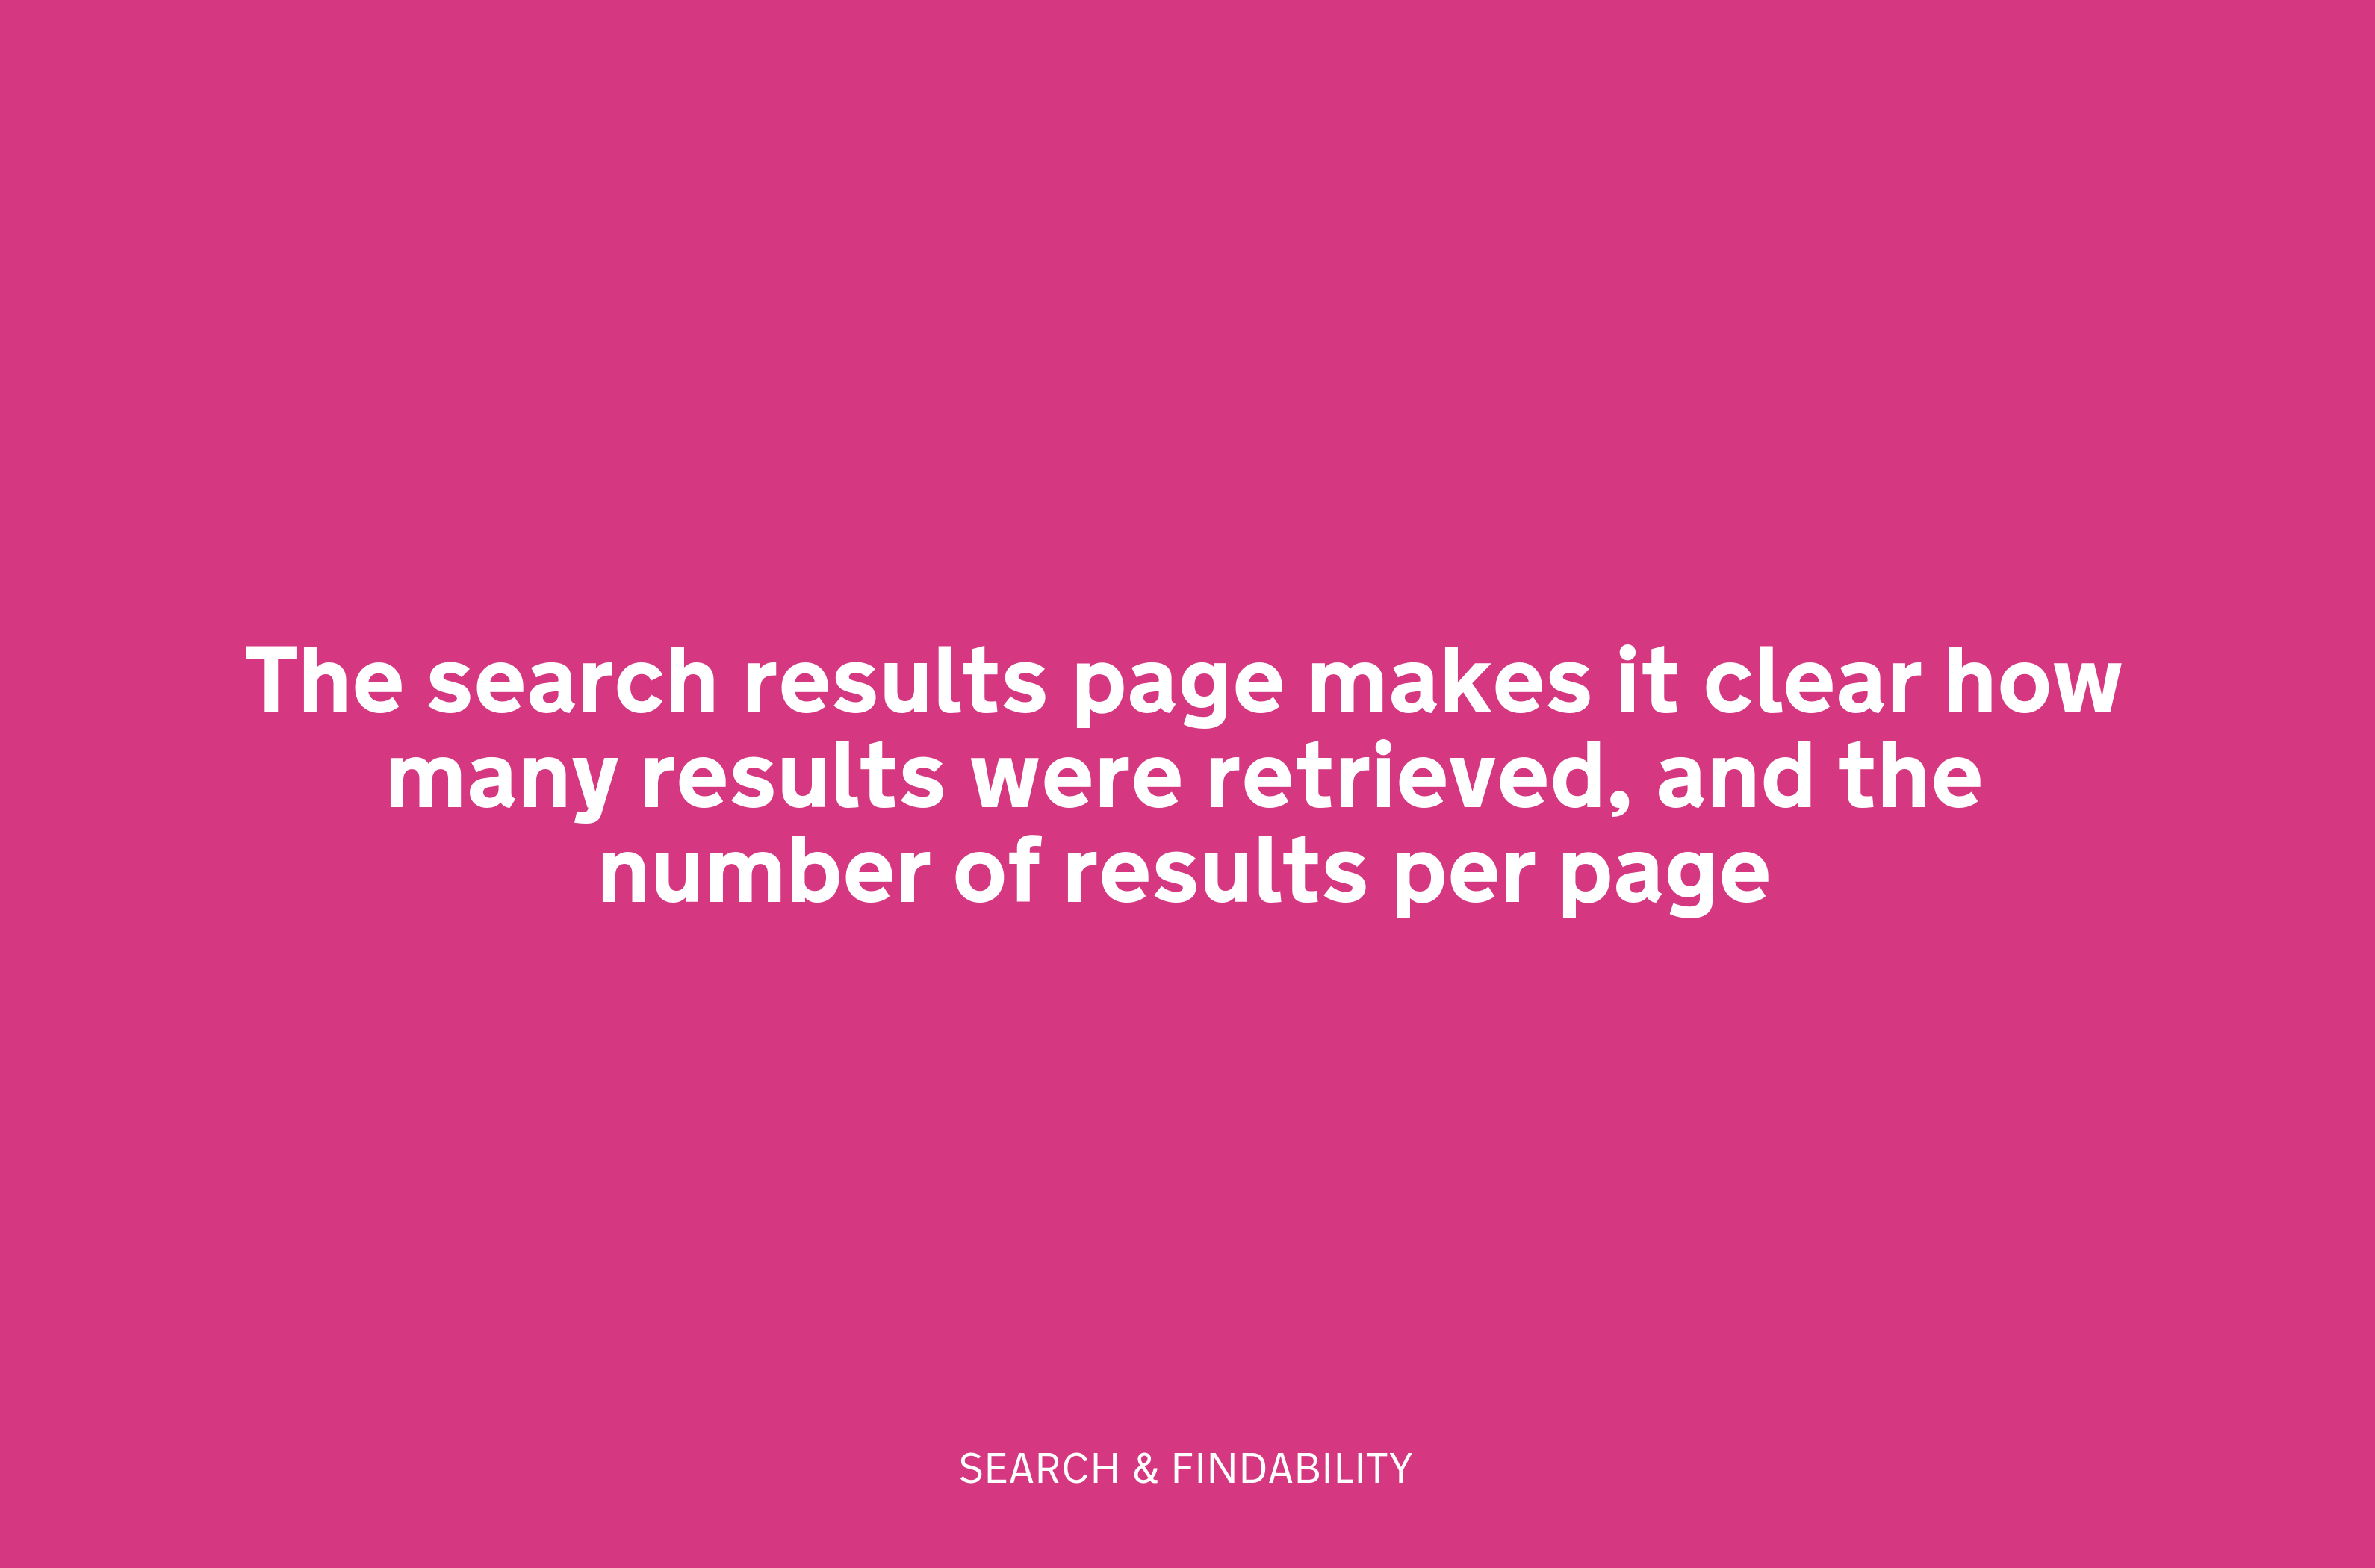 The search results page makes it clear how
many results were retrieved, and the
number of results per page
SEARCH & FINDABILITY